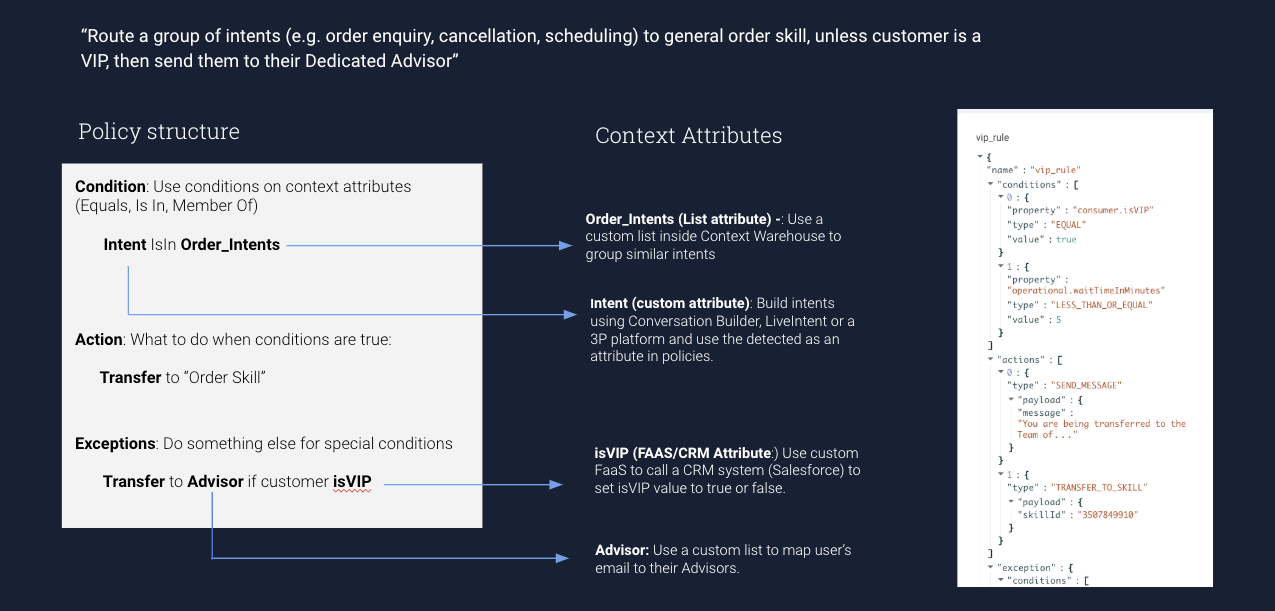 “Route a group of intents (e.g. order enquiry, cancellation, scheduling) to general order skill, unless customer is a
VIP, then send them to their Dedicated Advisor”
Policy structure
Condition: Use conditions on context attributes
(Equals, Is In, Member Of)
Intent IsIn Order_Intents
Action: What to do when conditions are true:
Transfer to “Order Skill”
Exceptions: Do something else for special conditions
Transfer to Advisor if customer isVIP
Context Attributes
Order_Intents (List attribute) -: Use a
custom list inside Context Warehouse to
group similar intents
Intent (custom attribute): Build intents
using Conversation Builder, LiveIntent or a
3P platform and use the detected as an
attribute in policies.
isVIP (FAAS/CRM Attribute:) Use custom
FaaS to call a CRM system (Salesforce) to
set isVIP value to true or false.
Advisor: Use a custom list to map user’s
email to their Advisors.
vip_rule
{
"name" : "vip_rule"
"conditions" : [
0 : {
"property" : "consumer.isVIP"
"type" : "EQUAL"
"value" : true
}
1 : {
"property" :
"operational.waitTimeInMinutes"
"type" : "LESS_THAN_OR_EQUAL"
"value" : 5
}
]
"actions" : [
0 : {
"type" : "SEND_MESSAGE"
"payload" : {
"message" :
"You are being transferred to the
Team of..."
}
}
1 : {
"type" : "TRANSFER_TO_SKILL"
"payload" : {
"skillId" : "3507849910"
}
}
]
"exception" : {
"conditions" : [